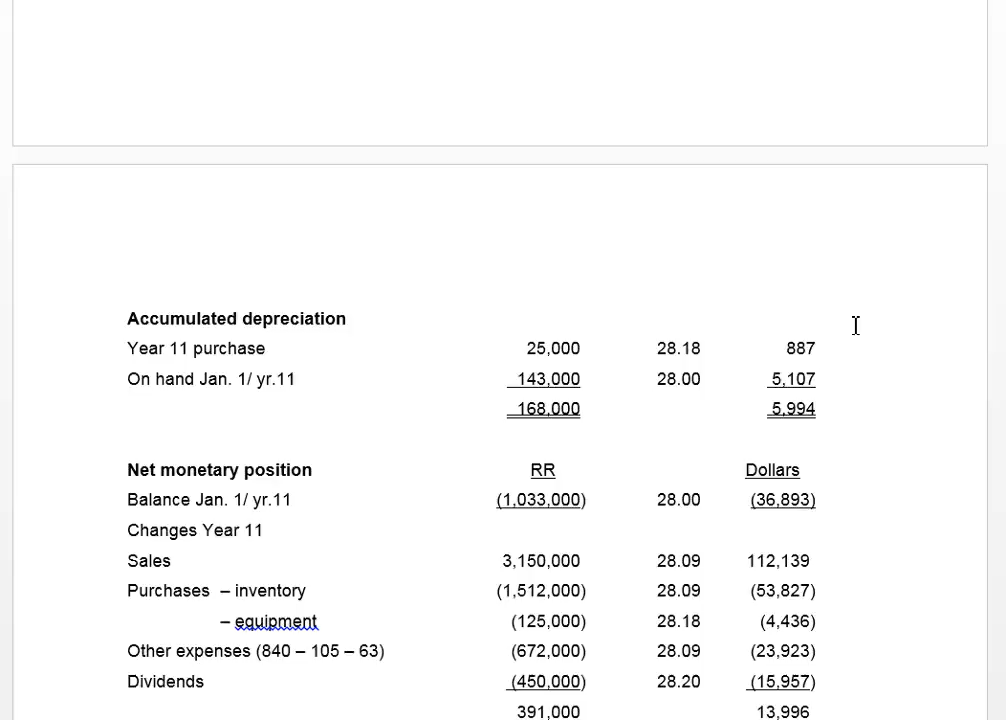 Accumulated depreciation
Year 11 purchase 25,000 28.18 887
On hand Jan. 1/ yr.11 143,000 28.00 5,107
168,000 5,994
Net monetary position RR Dollars
Balance Jan. 1/ yr.11 (1,033,000) 28.00 (36,893)
Changes Year 11
Sales 3,150,000 28.09 112,139
Purchases – inventory (1,512,000) 28.09 (53,827)
– equipment (125,000) 28.18 (4,436)
Other expenses (840 – 105 – 63) (672,000) 28.09 (23,923)
Dividends (450,000) 28.20 (15,957)
391,000 13,996